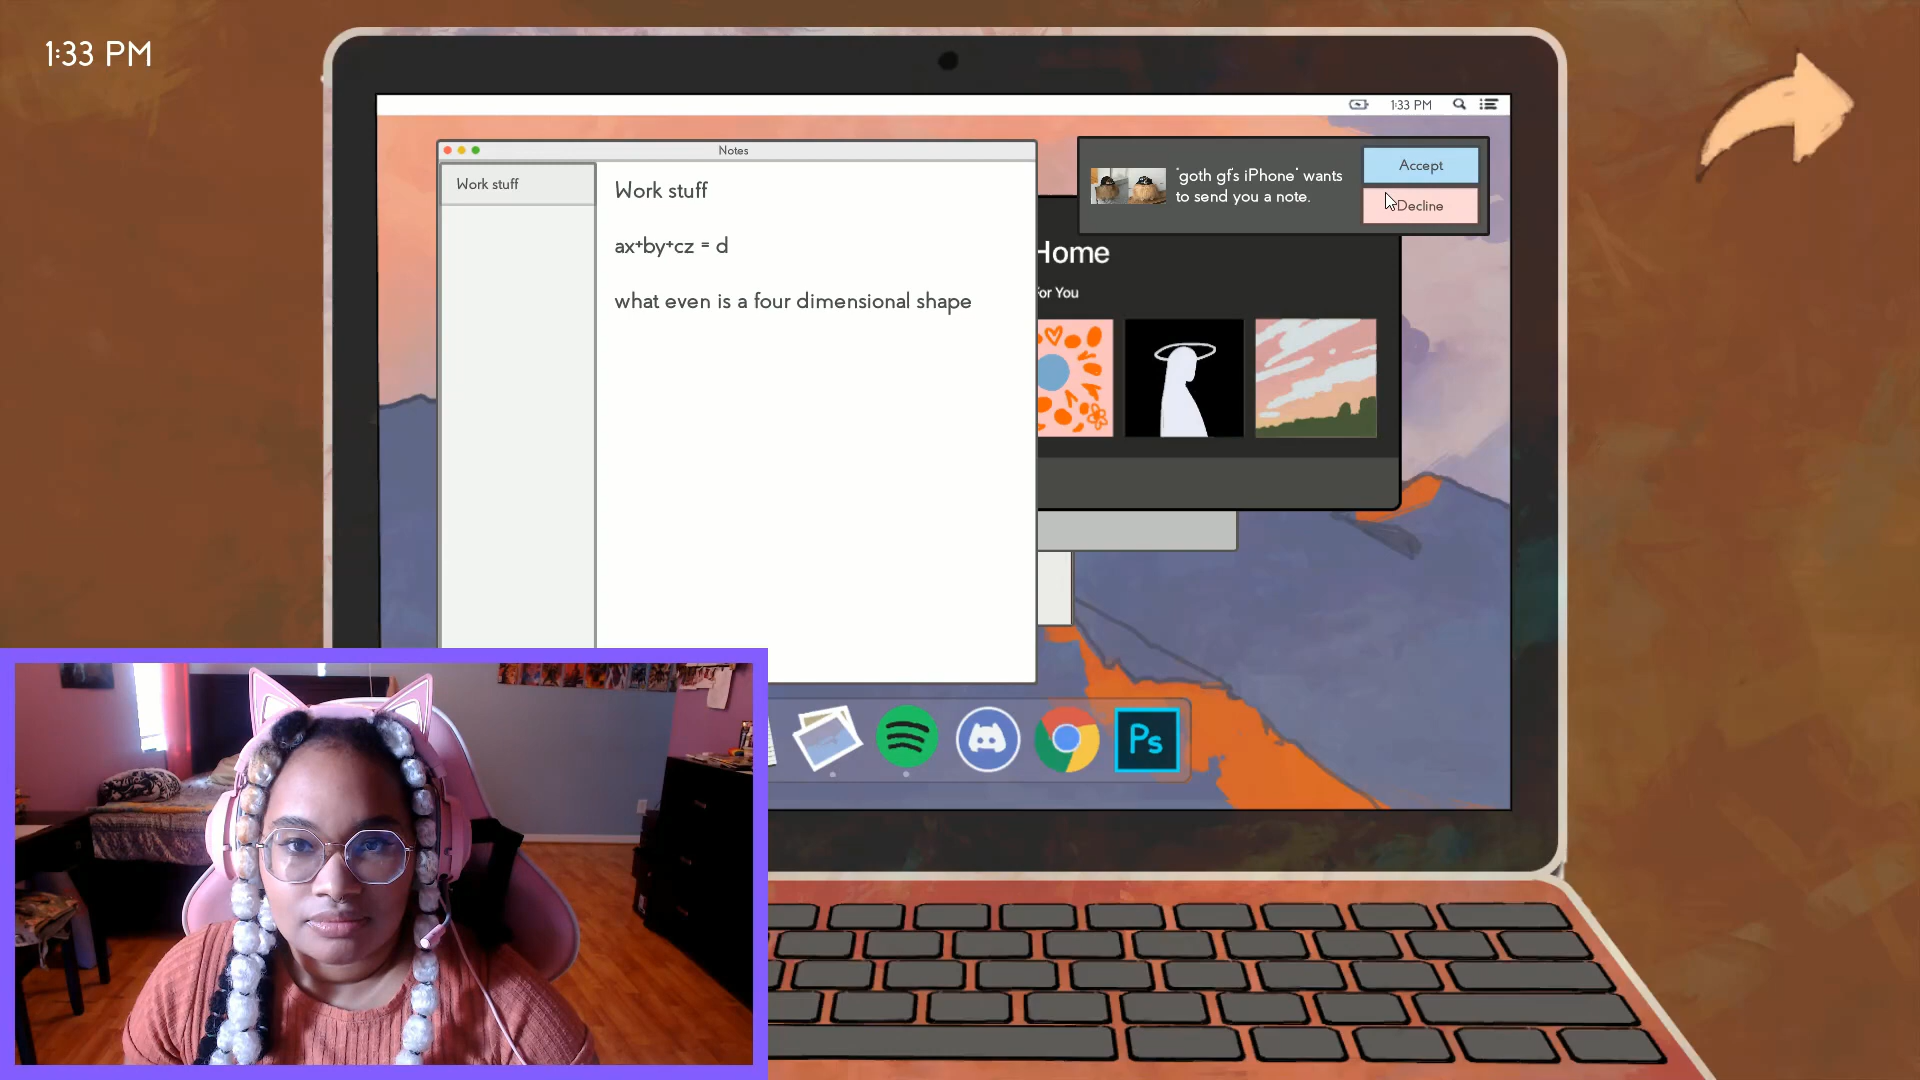 1:33 PM
1:33 PM
Notes
Work stuff
Work stuff
ax+by+cz = d
what even is a four dimensional shape
"goth gf's iPhone" wants
to send you a note.
Accept
Decline
Home
For You
Ps